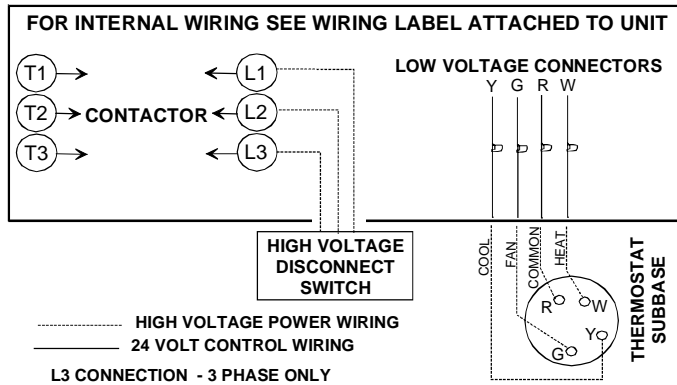 FOR INTERNAL WIRING SEE WIRING LABEL ATTACHED TO UNIT
T1
L1
LOW VOLTAGE CONNECTORS
Y G R W
T2
CONTACTOR
L2
T3
L3
HIGH VOLTAGE
DISCONNECT
SWITCH
COOL
FAN
COMMON
HEAT
THERMOSTAT
SUBBASE
R
W
Y
G
HIGH VOLTAGE POWER WIRING
24 VOLT CONTROL WIRING
L3 CONNECTION - 3 PHASE ONLY